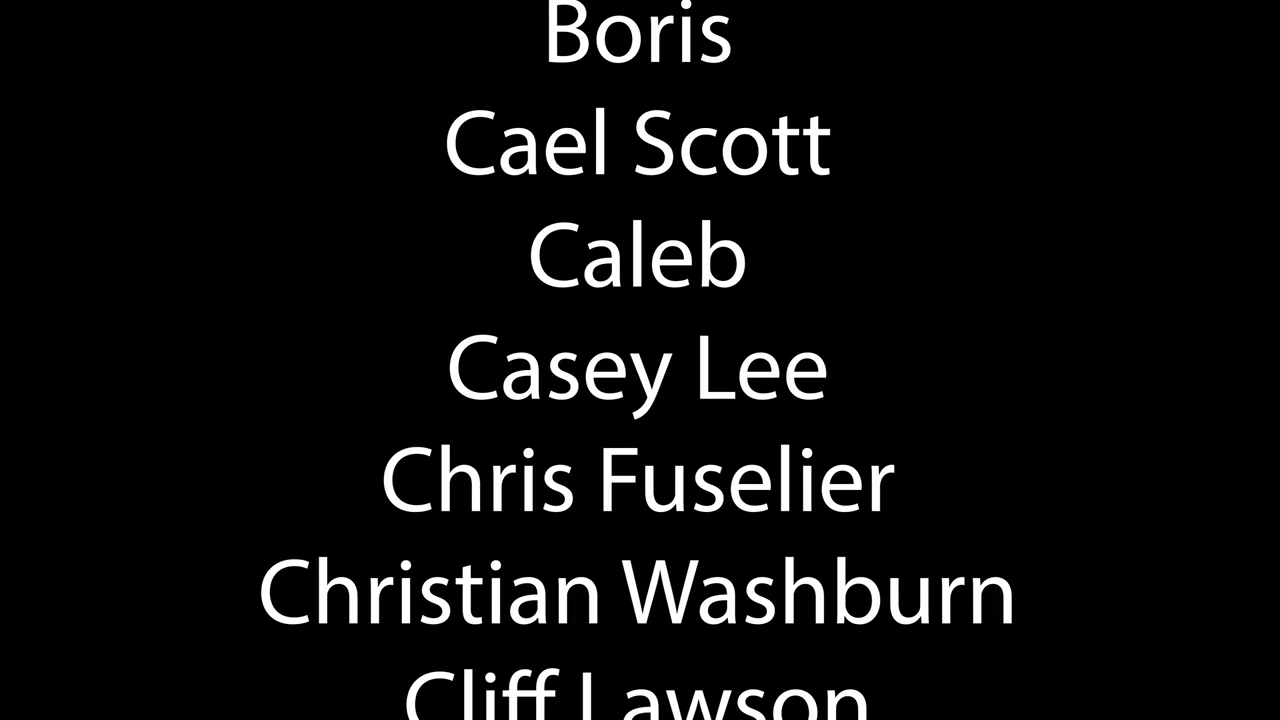 Boris
Cael Scott
Caleb
Casey Lee
Chris Fuselier
Christian Washburn
Cliff Lawson